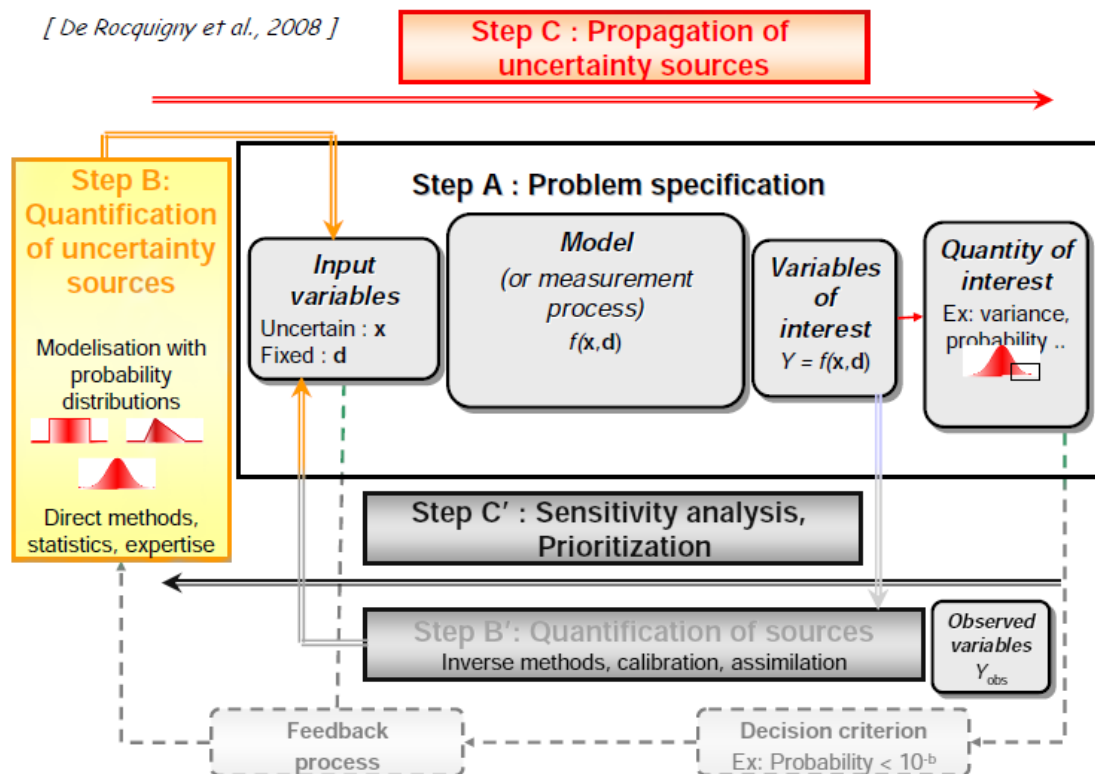 [ De Rocquigny et al., 2008 ]
Step C : Propagation of
uncertainty sources
Step B:
Quantification
of uncertainty
sources
Modelisation with
probability
distributions
Direct methods,
statistics, expertise
Step A : Problem specification
Input
variables
Uncertain : x
Fixed : d
Model
(or measurement
process)
f(x,d)
Variables
of
interest
Y = f(x,d)
Quantity of
interest
Ex: variance,
probability ..
Step C' : Sensitivity analysis,
Prioritization
Step B': Quantification of sources
Inverse methods, calibration, assimilation
Observed
variables
Yobs
Feedback
process
Decision criterion
Ex: Probability < 10-b